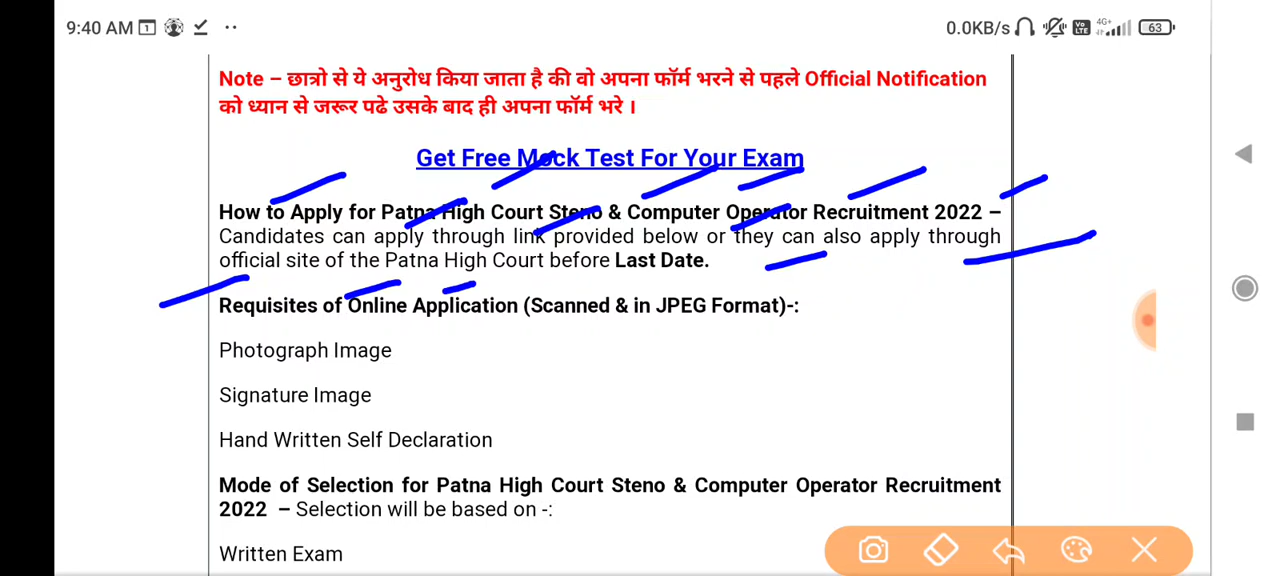 9:40 AM
0.0KB/s
4G+
Vo LTE
63
Note – छात्रो से ये अनुरोध किया जाता है की वो अपना फॉर्म भरने से पहले Official Notification
को ध्यान से जरूर पढे उसके बाद ही अपना फॉर्म भरे ।
Get Free Mock Test For Your Exam
How to Apply for Patna High Court Steno & Computer Operator Recruitment 2022 –
Candidates can apply through link provided below or they can also apply through
official site of the Patna High Court before Last Date.
Requisites of Online Application (Scanned & in JPEG Format)-:
Photograph Image
Signature Image
Hand Written Self Declaration
Mode of Selection for Patna High Court Steno & Computer Operator Recruitment
2022 – Selection will be based on -:
Written Exam